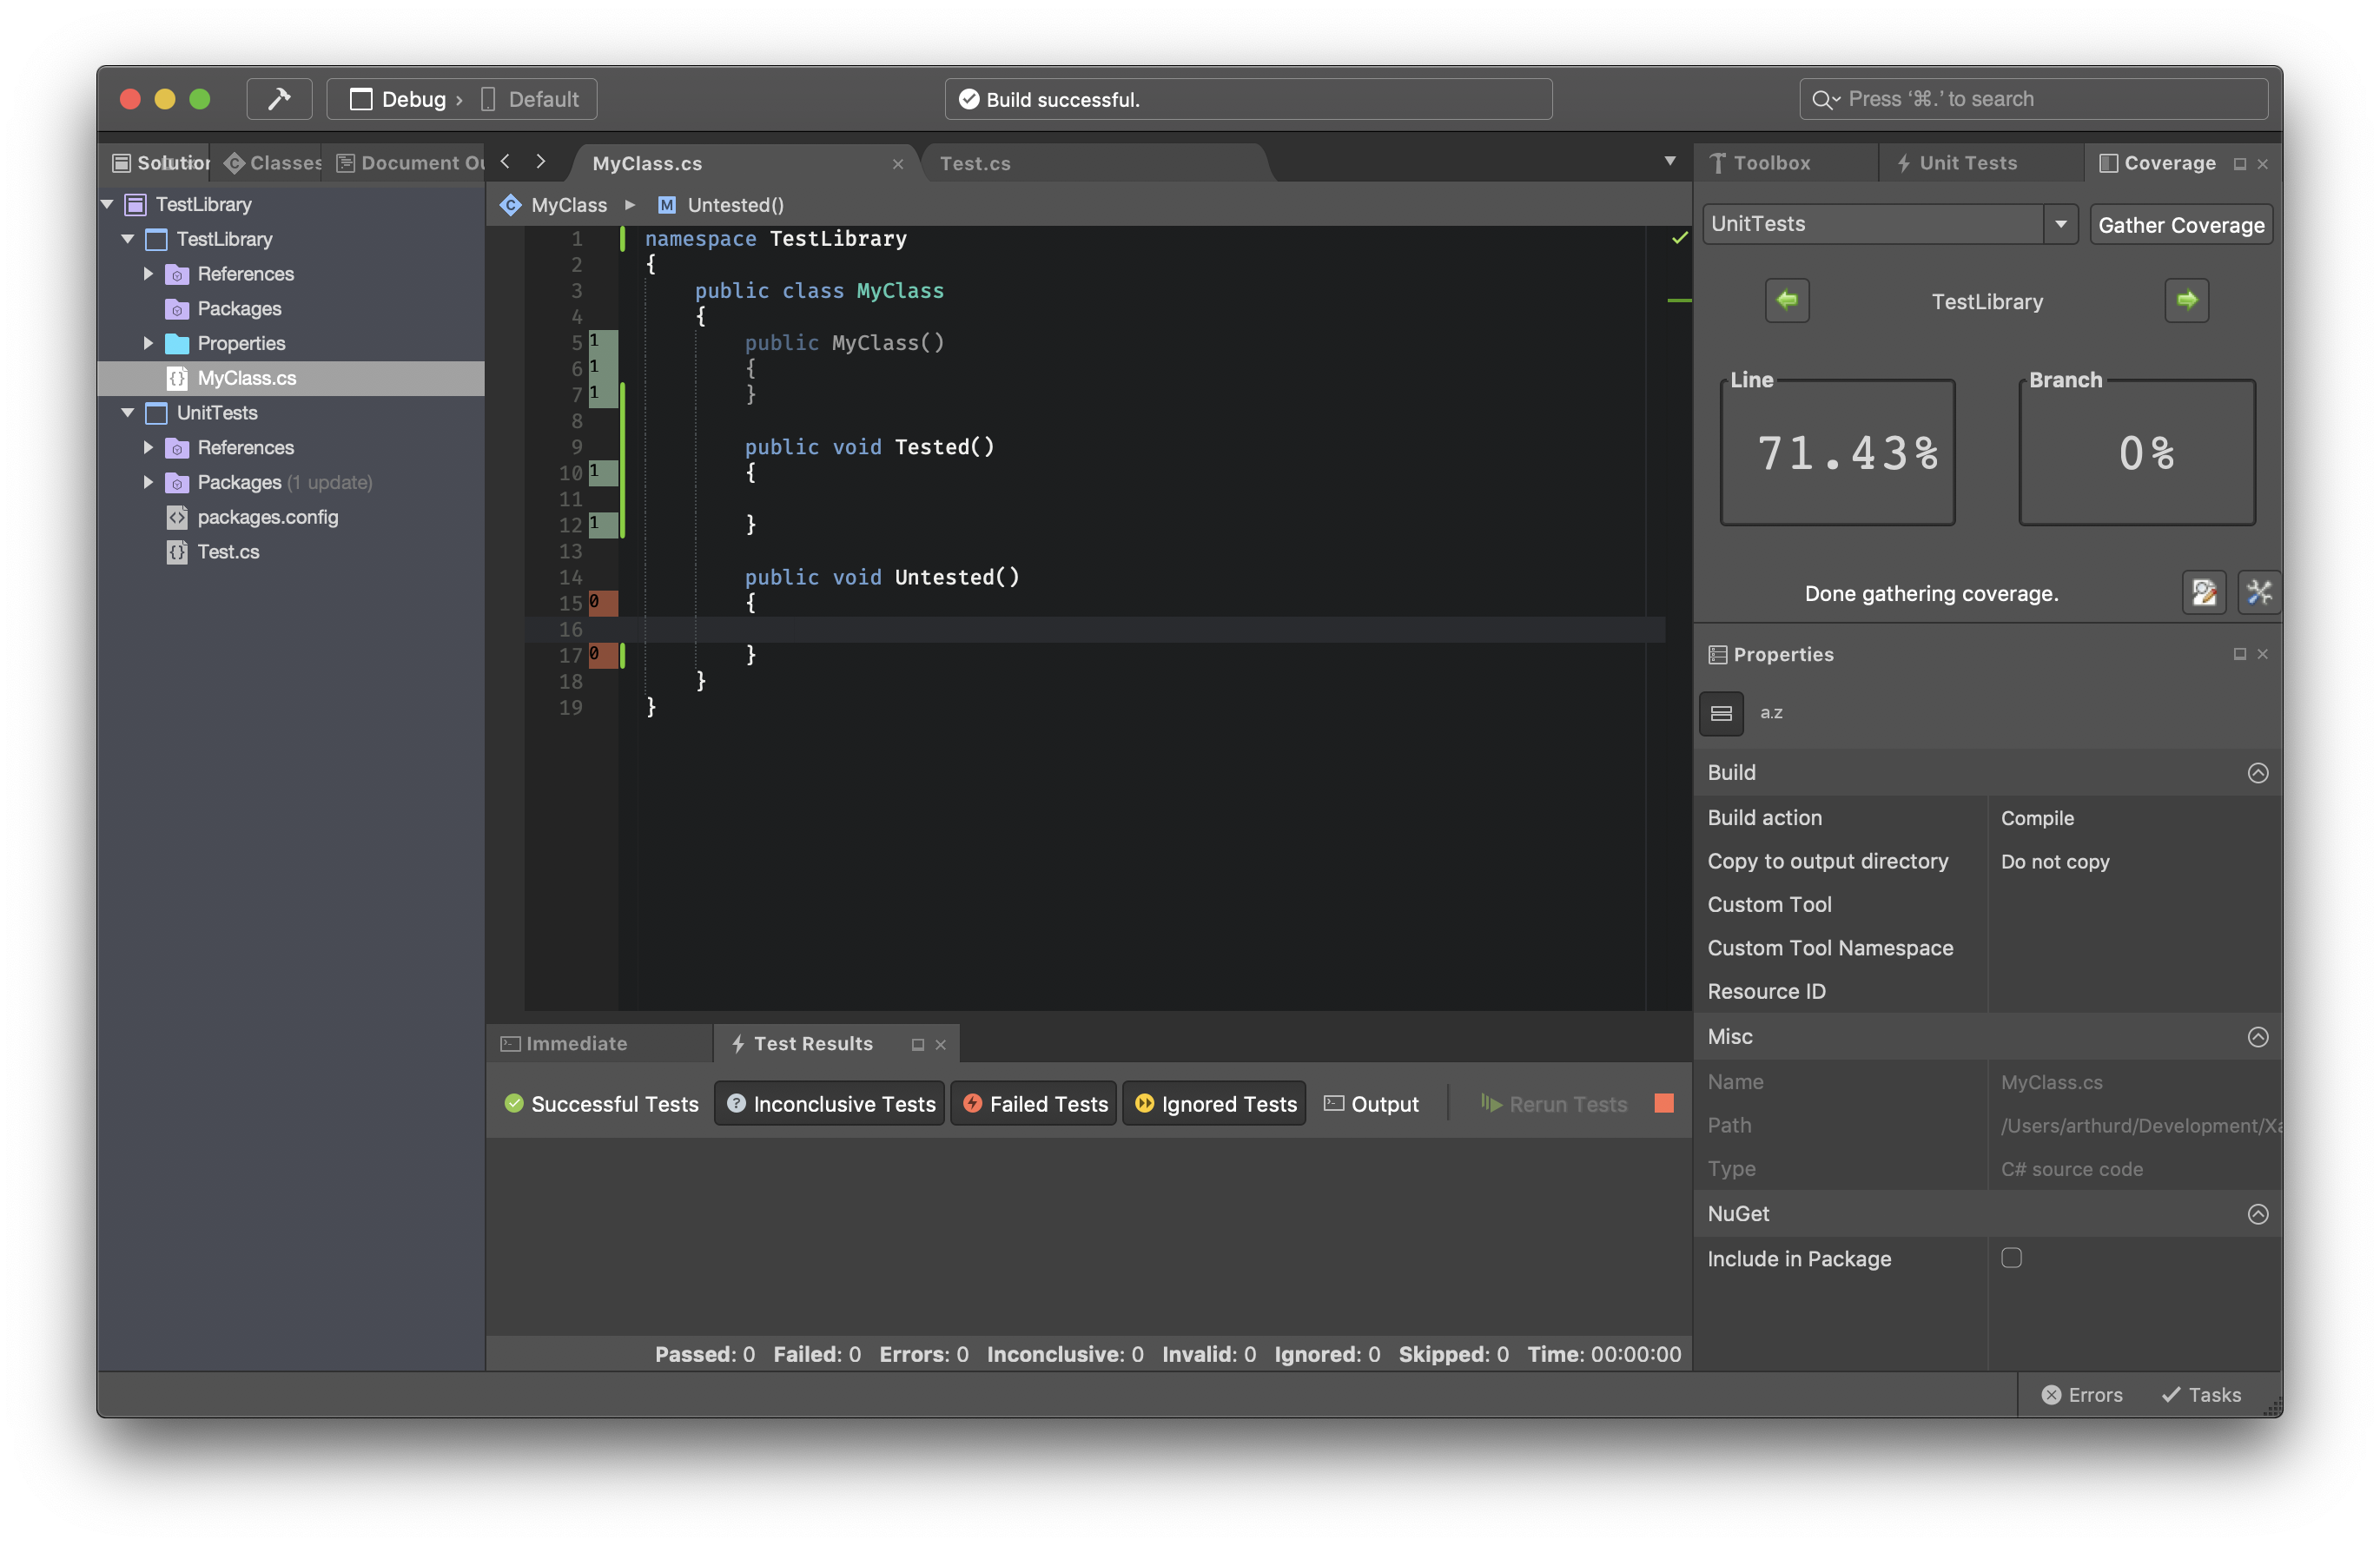 Debug › Default
Build successful.
Press ‘⌘.’ to search
Classes
Document Ou
MyClass.cs
Test.cs
Toolbox
Unit Tests
Coverage
TestLibrary
TestLibrary
References
Packages
Properties
MyClass.cs
UnitTests
References
Packages (1 update)
packages.config
Test.cs
MyClass
Untested()
1 namespace TestLibrary
2 {
3 public class MyClass
4 {
5 1 public MyClass()
6 1 {
7 1 }
8
9 public void Tested()
10 1 {
11
12 1 }
13
14 public void Untested()
15 0 {
16
17 0 }
18 }
19 }
UnitTests
Gather Coverage
TestLibrary
Line
71.43%
Branch
0%
Done gathering coverage.
Properties
a.z
Build
Build action Compile
Copy to output directory Do not copy
Custom Tool
Custom Tool Namespace
Resource ID
Misc
Name MyClass.cs
Path /Users/arthurd/Development/Xa
Type C# source code
NuGet
Include in Package
Immediate
Test Results
Successful Tests
Inconclusive Tests
Failed Tests
Ignored Tests
Output
Rerun Tests
Passed: 0 Failed: 0 Errors: 0 Inconclusive: 0 Invalid: 0 Ignored: 0 Skipped: 0 Time: 00:00:00
Errors
Tasks